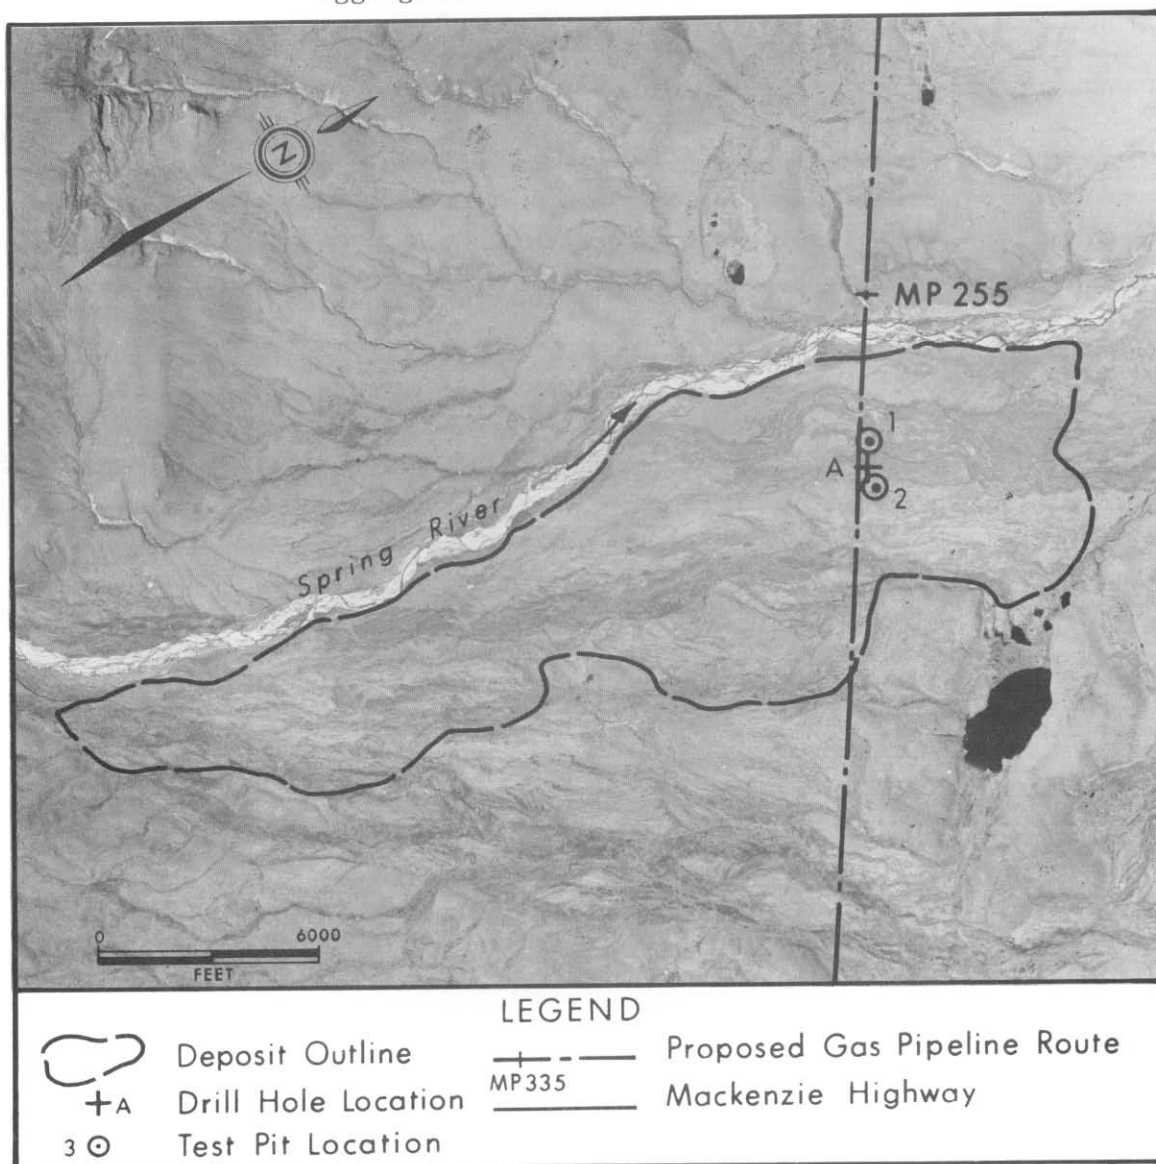 N
MP 255
1
A
2
Spring River
0 6000
FEET
LEGEND
Deposit Outline
Proposed Gas Pipeline Route
MP335
A Drill Hole Location
Mackenzie Highway
3 Test Pit Location